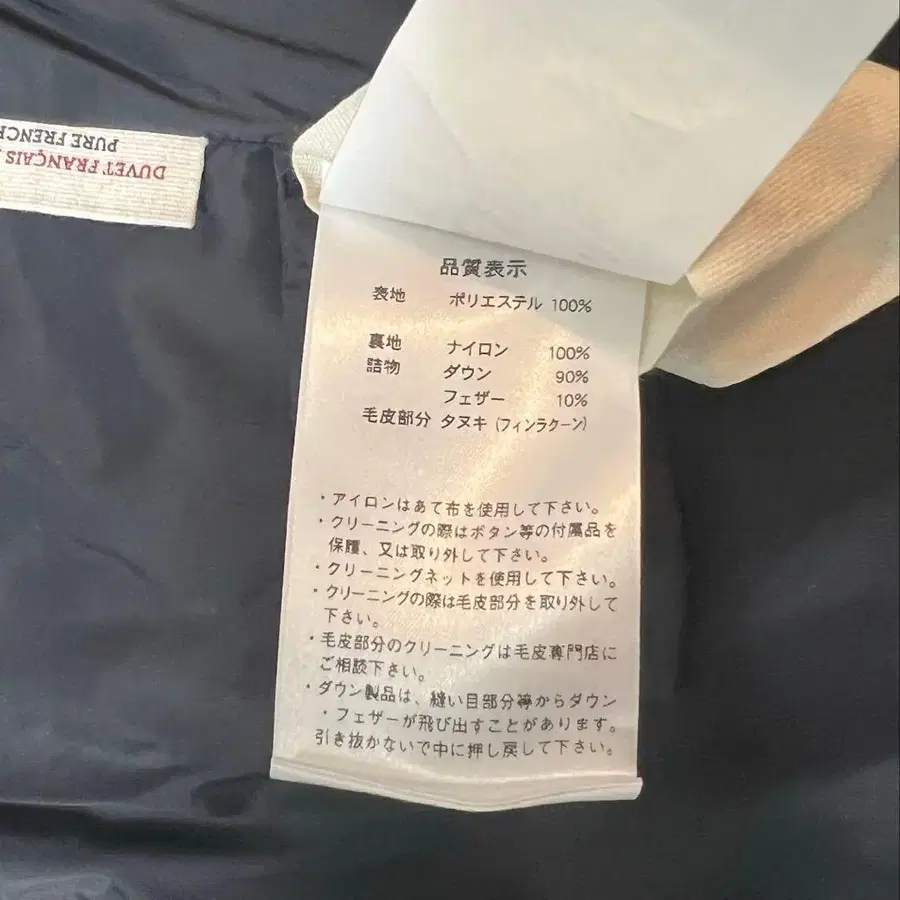 DUVET FRANÇAIS
PURE FRENCH
品質表示
表地 ポリエステル 100%
裏地 ナイロン 100%
詰物 ダウン 90%
フェザー 10%
毛皮部分 タヌキ (フィンラクーン)
・アイロンはあて布を使用して下さい。
・クリーニングの際はボタン等の付属品を
保護、又は取り外して下さい。
・クリーニングネットを使用して下さい。
・クリーニングの際は毛皮部分を取り外して
下さい。
・毛皮部分のクリーニングは毛皮専門店に
ご相談下さい。
・ダウン製品は、縫い目部分等からダウン
・フェザーが飛び出すことがあります。
引き抜かないで中に押し戻して下さい。